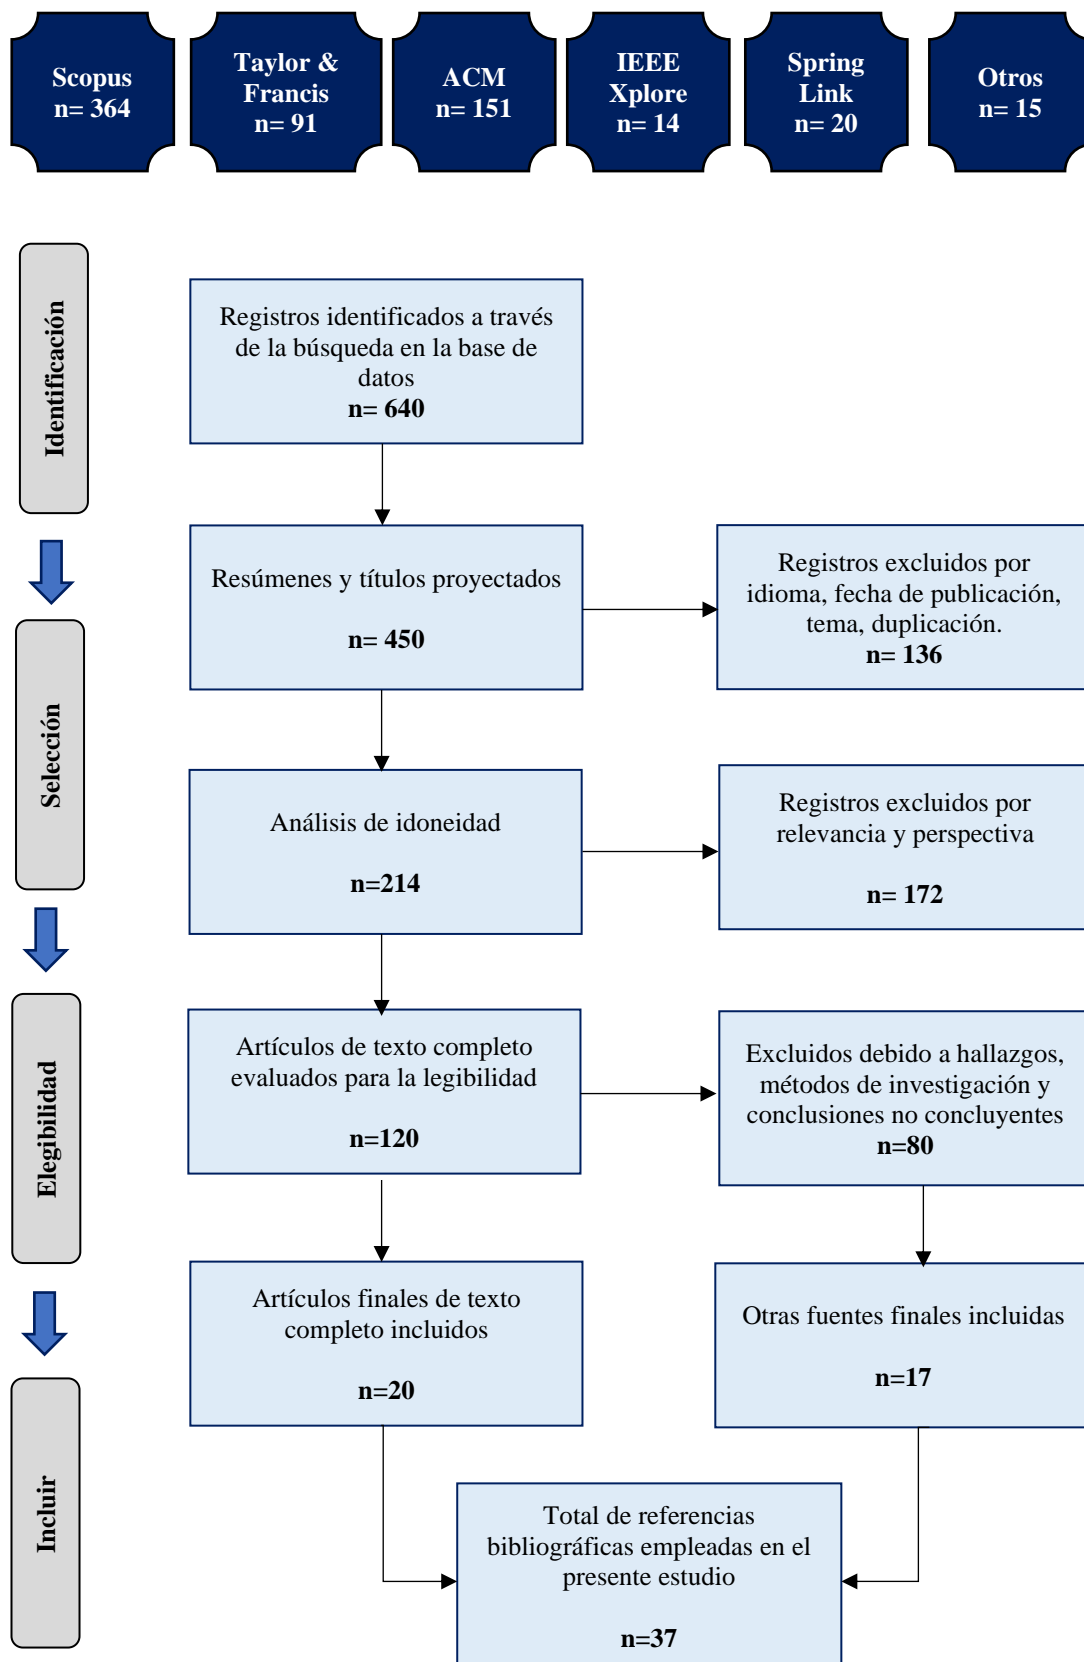 Scopus
n= 364
Taylor &
Francis
n= 91
ACM
n= 151
IEEE
Xplore
n= 14
Spring
Link
n= 20
Otros
n= 15
Identificación
Registros identificados a través
de la búsqueda en la base de
datos
n= 640
Resúmenes y títulos proyectados
n= 450
Registros excluidos por
idioma, fecha de publicación,
tema, duplicación.
n= 136
Selección
Análisis de idoneidad
n=214
Registros excluidos por
relevancia y perspectiva
n= 172
Elegibilidad
Artículos de texto completo
evaluados para la legibilidad
n=120
Excluidos debido a hallazgos,
métodos de investigación y
conclusiones no concluyentes
n=80
Artículos finales de texto
completo incluidos
n=20
Otras fuentes finales incluidas
n=17
Incluir
Total de referencias
bibliográficas empleadas en el
presente estudio
n=37